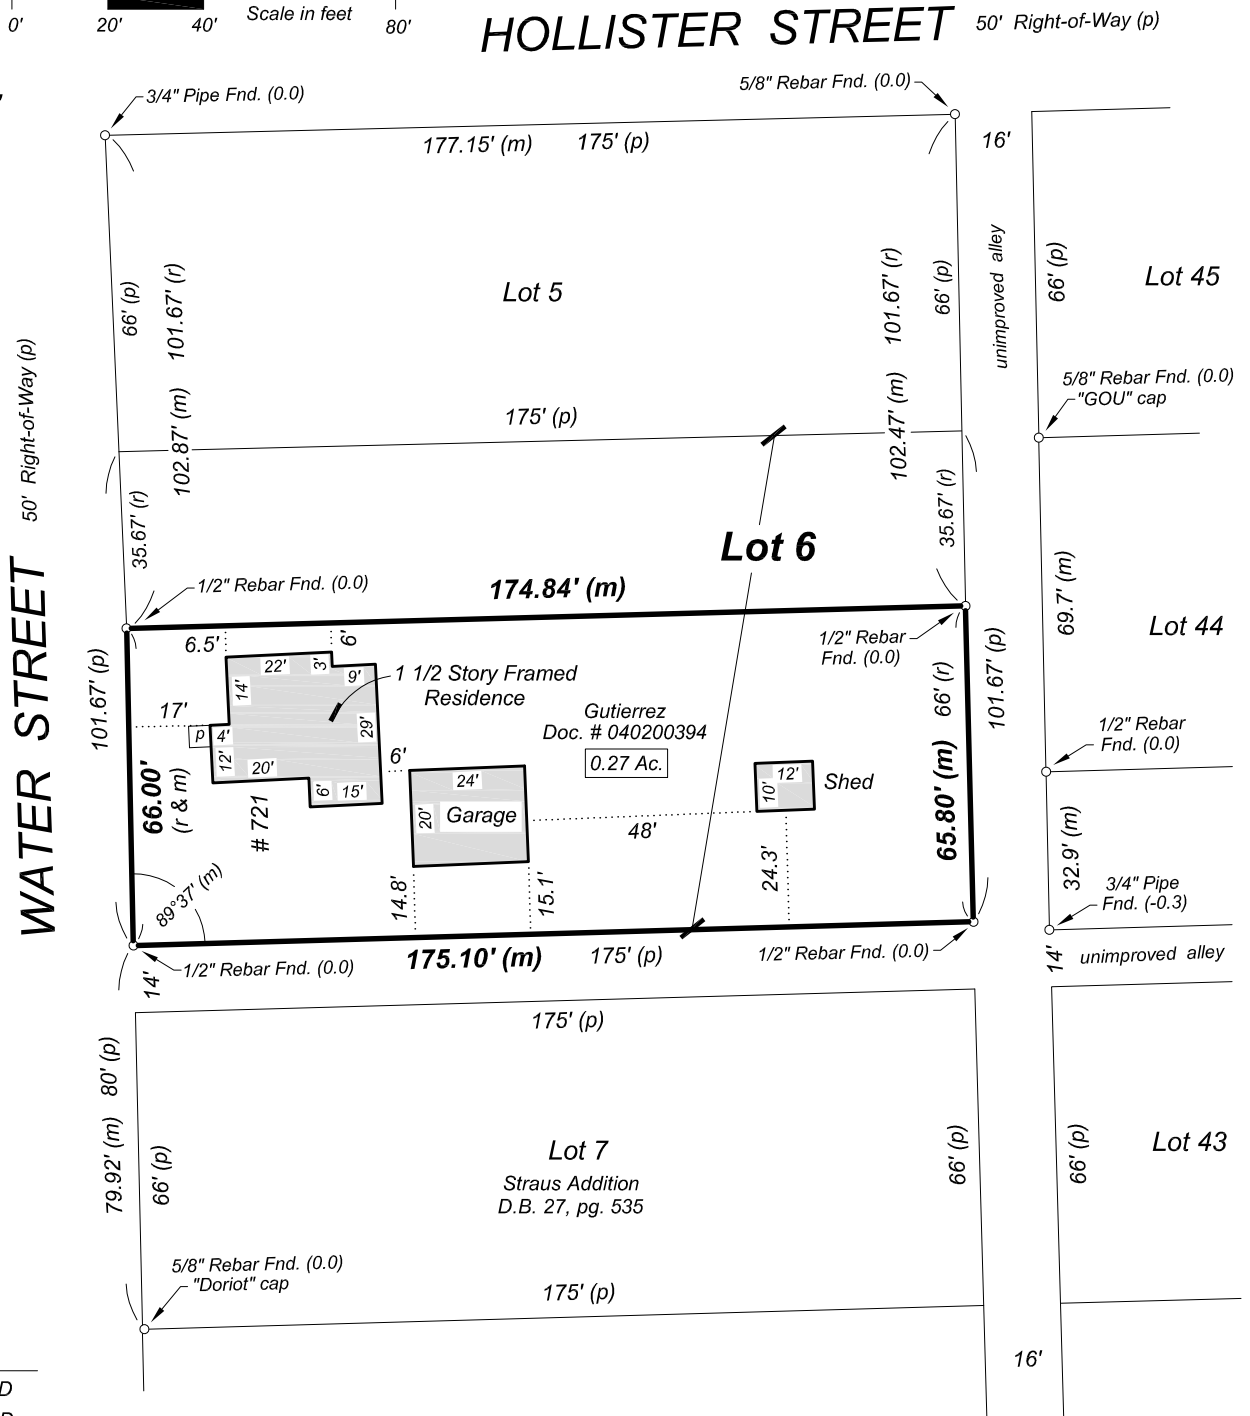 0'
20'
40'
Scale in feet
80'
HOLLISTER STREET
50' Right-of-Way (p)
3/4" Pipe Fnd. (0.0)
5/8" Rebar Fnd. (0.0)
177.15' (m)
175' (p)
16'
66' (p)
101.67' (r)
Lot 5
101.67' (r)
66' (p)
unimproved alley
66' (p)
Lot 45
5/8" Rebar Fnd. (0.0)
"GOU" cap
50' Right-of-Way (p)
WATER STREET
102.87' (m)
175' (p)
102.47' (m)
35.67' (r)
35.67' (r)
Lot 6
69.7' (m)
Lot 44
1/2" Rebar Fnd. (0.0)
174.84' (m)
1/2" Rebar
Fnd. (0.0)
101.67' (p)
6.5'
6'
22'
3'
9'
14'
1 1/2 Story Framed
Residence
66' (r)
101.67' (p)
17'
p
4'
12'
20'
29'
6'
15'
6'
Gutierrez
Doc. # 040200394
0.27 Ac.
1/2" Rebar
Fnd. (0.0)
66.00'
(r & m)
# 721
24'
20'
Garage
48'
12'
10'
Shed
65.80' (m)
32.9' (m)
89°37' (m)
14.8'
15.1'
24.3'
3/4" Pipe
Fnd. (-0.3)
1/2" Rebar Fnd. (0.0)
175.10' (m)
175' (p)
1/2" Rebar Fnd. (0.0)
14'
14'
unimproved alley
175' (p)
80' (p)
79.92' (m)
66' (p)
Lot 7
Straus Addition
D.B. 27, pg. 535
66' (p)
66' (p)
Lot 43
5/8" Rebar Fnd. (0.0)
"Doriot" cap
175' (p)
16'
D